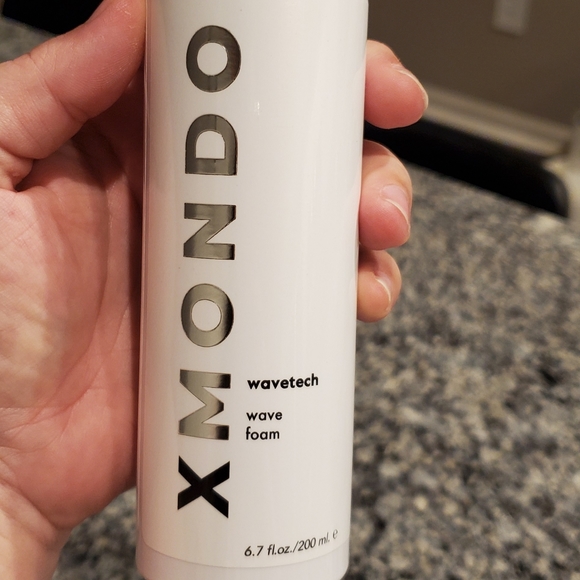 XMONDO
wavetech
wave
foam
6.7 fl.oz./200 ml. ℮